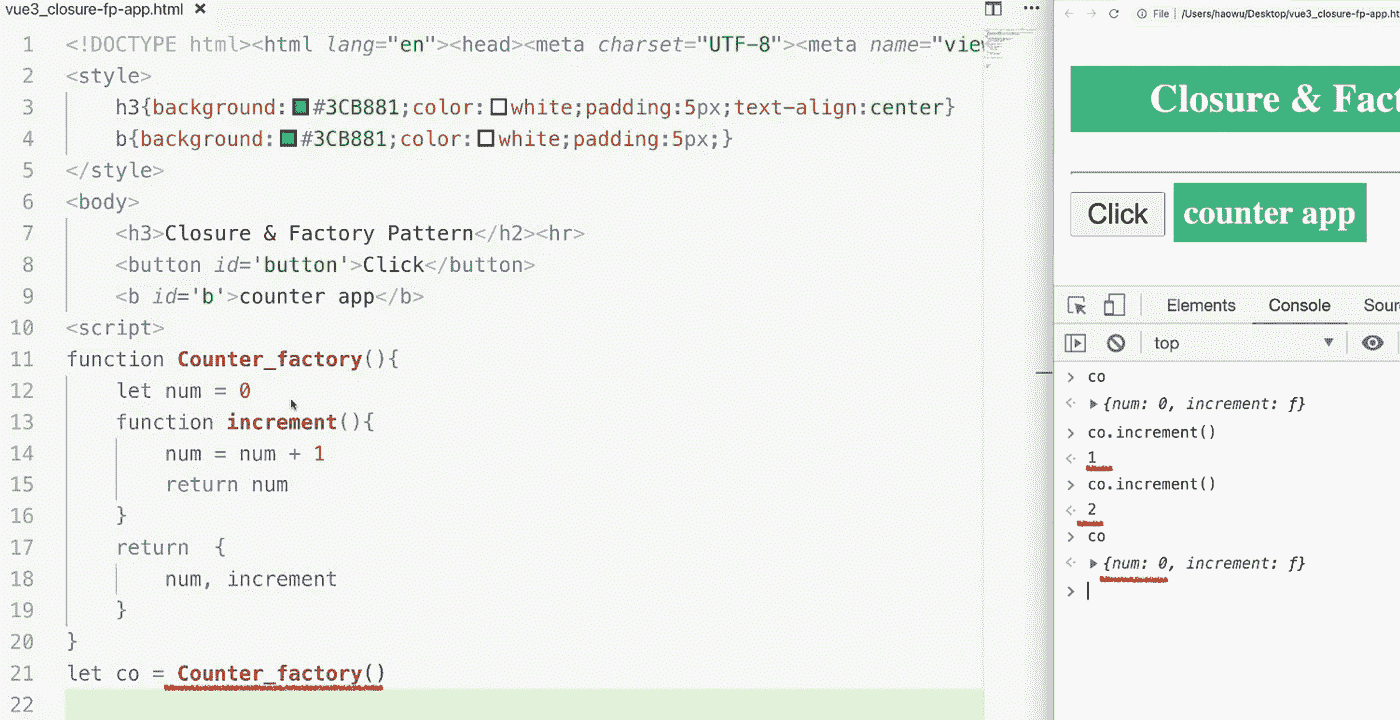 vue3_closure-fp-app.html ×
1 <!DOCTYPE html><html lang="en"><head><meta charset="UTF-8"><meta name="view
2 <style>
3 h3{background:#3CB881;color:white;padding:5px;text-align:center}
4 b{background:#3CB881;color:white;padding:5px;}
5 </style>
6 <body>
7 <h3>Closure & Factory Pattern</h2><hr>
8 <button id='button'>Click</button>
9 <b id='b'>counter app</b>
10 <script>
11 function Counter_factory(){
12 let num = 0
13 function increment(){
14 num = num + 1
15 return num
16 }
17 return {
18 num, increment
19 }
20 }
21 let co = Counter_factory()
22
File | /Users/haowu/Desktop/vue3_closure-fp-app.ht
Closure & Fact
Click counter app
Elements Console Sour
top
> co
{num: 0, increment: ƒ}
> co.increment()
1
> co.increment()
2
> co
{num: 0, increment: ƒ}
>